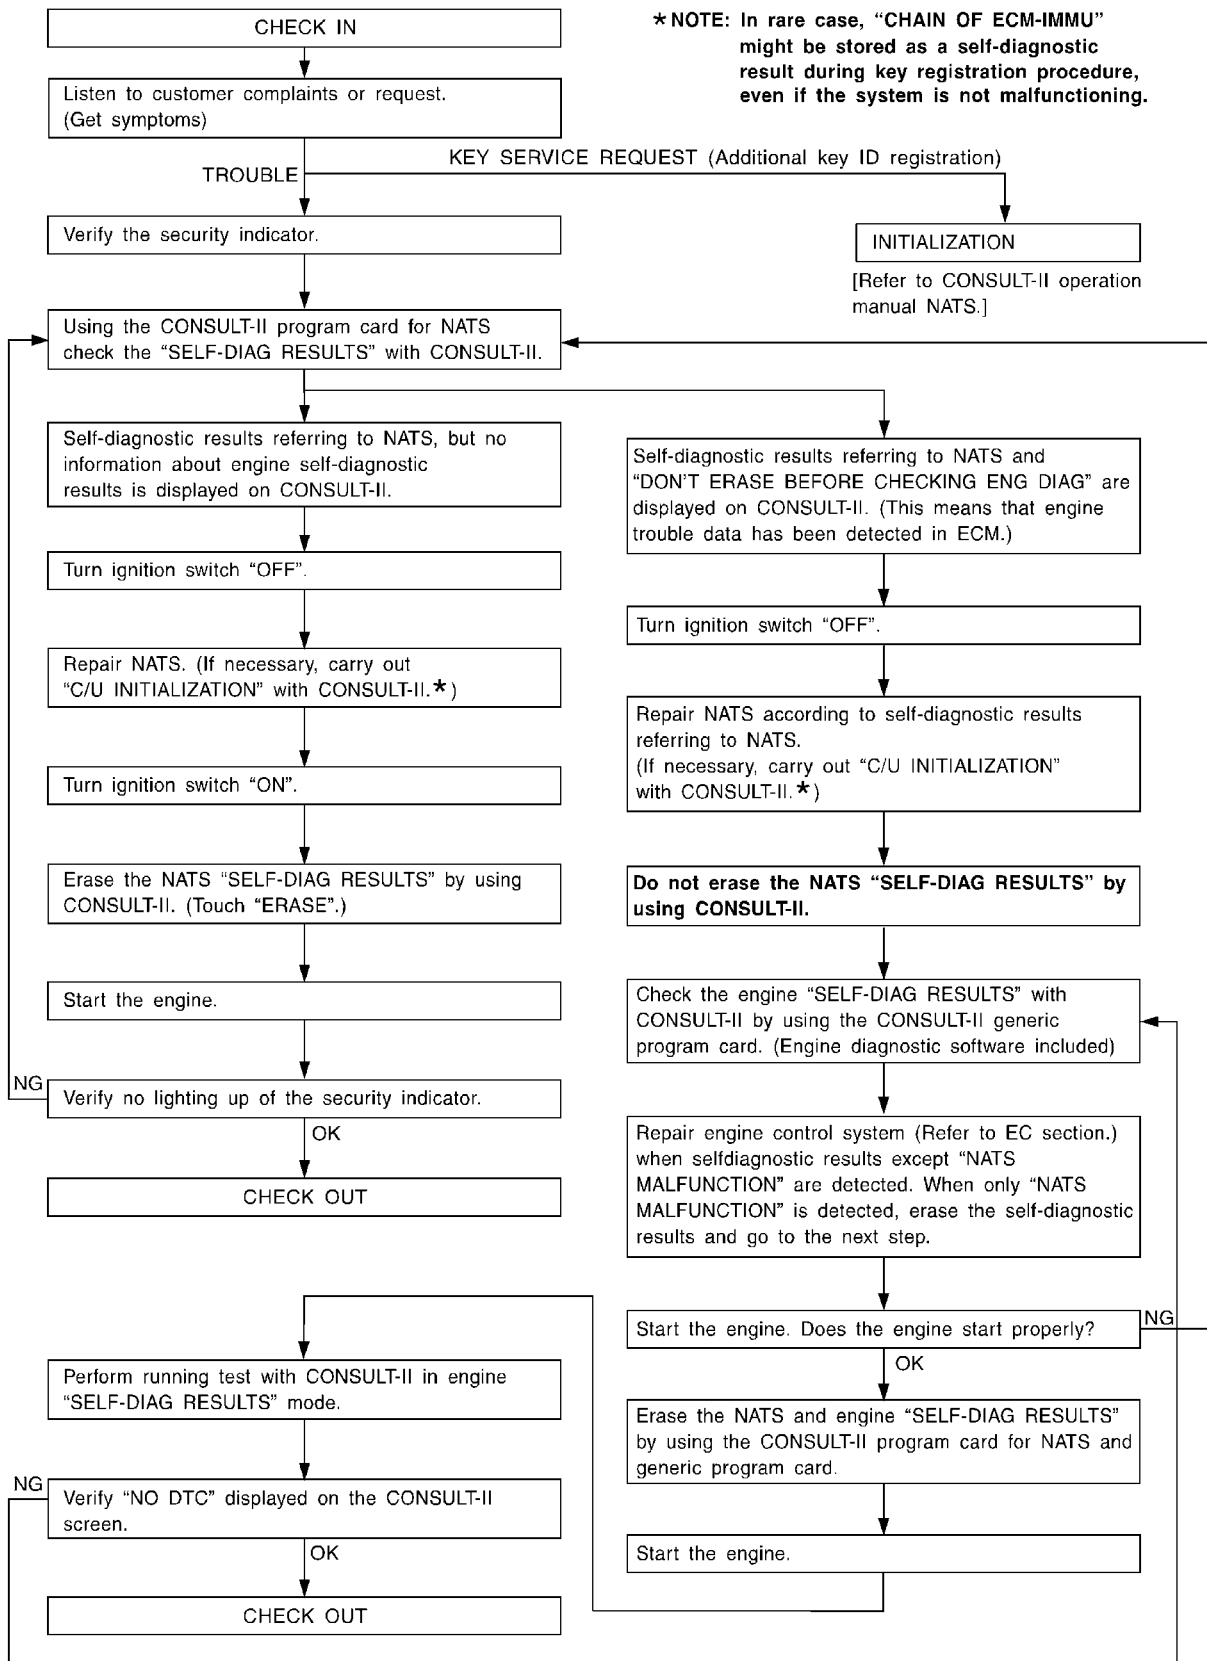 CHECK IN
Listen to customer complaints or request.
(Get symptoms)
*NOTE: In rare case, “CHAIN OF ECM-IMMU”
might be stored as a self-diagnostic
result during key registration procedure,
even if the system is not malfunctioning.
KEY SERVICE REQUEST (Additional key ID registration)
TROUBLE
Verify the security indicator.
INITIALIZATION
[Refer to CONSULT-II operation
manual NATS.]
Using the CONSULT-II program card for NATS
check the “SELF-DIAG RESULTS” with CONSULT-II.
Self-diagnostic results referring to NATS, but no
information about engine self-diagnostic
results is displayed on CONSULT-II.
Turn ignition switch “OFF”.
Repair NATS. (If necessary, carry out
“C/U INITIALIZATION” with CONSULT-II.*)
Turn ignition switch “ON”.
Erase the NATS “SELF-DIAG RESULTS” by using
CONSULT-II. (Touch “ERASE”.)
Start the engine.
NG
Verify no lighting up of the security indicator.
OK
CHECK OUT
Self-diagnostic results referring to NATS and
“DON'T ERASE BEFORE CHECKING ENG DIAG” are
displayed on CONSULT-II. (This means that engine
trouble data has been detected in ECM.)
Turn ignition switch “OFF”.
Repair NATS according to self-diagnostic results
referring to NATS.
(If necessary, carry out “C/U INITIALIZATION”
with CONSULT-II.*)
Do not erase the NATS “SELF-DIAG RESULTS” by
using CONSULT-II.
Check the engine “SELF-DIAG RESULTS” with
CONSULT-II by using the CONSULT-II generic
program card. (Engine diagnostic software included)
Repair engine control system (Refer to EC section.)
when selfdiagnostic results except “NATS
MALFUNCTION” are detected. When only “NATS
MALFUNCTION” is detected, erase the self-diagnostic
results and go to the next step.
Start the engine. Does the engine start properly?
NG
OK
Erase the NATS and engine “SELF-DIAG RESULTS”
by using the CONSULT-II program card for NATS and
generic program card.
Start the engine.
Perform running test with CONSULT-II in engine
“SELF-DIAG RESULTS” mode.
NG
Verify “NO DTC” displayed on the CONSULT-II
screen.
OK
CHECK OUT